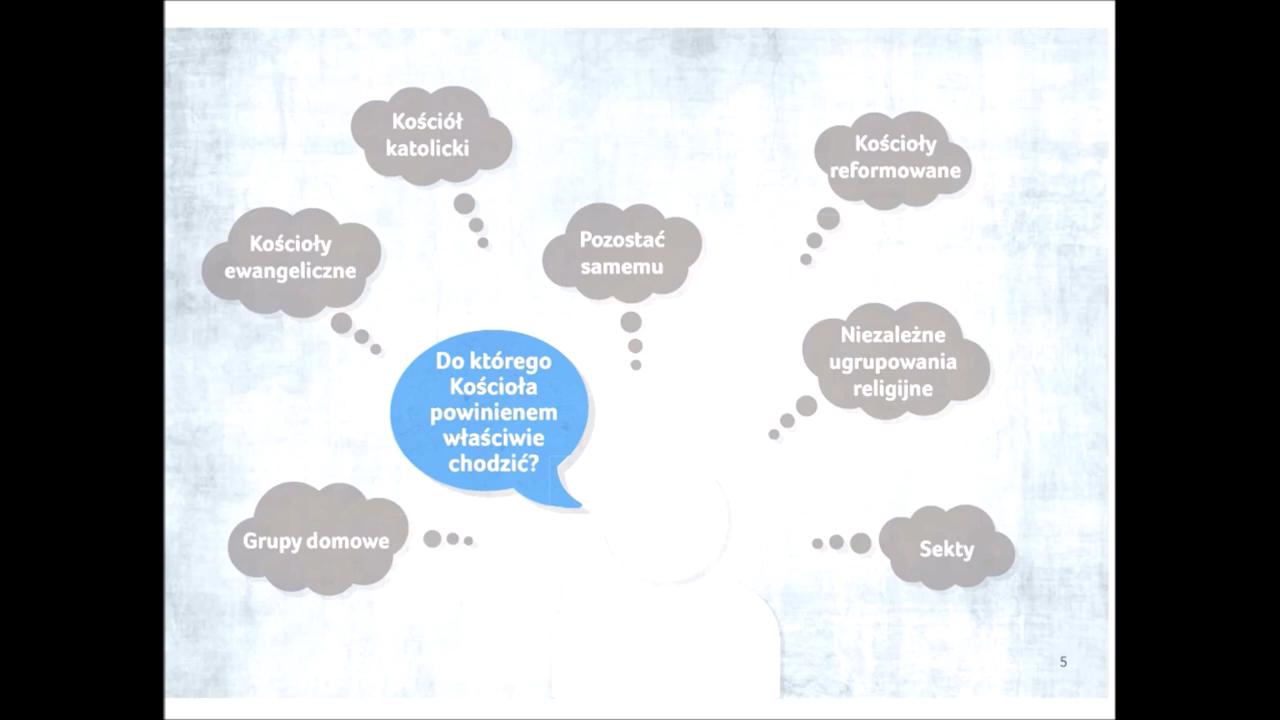 Kościół
katolicki
Kościoły
reformowane
Kościoły
ewangeliczne
Pozostać
samemu
Niezależne
ugrupowania
religijne
Do którego
Kościoła
powinienem
właściwie
chodzić?
Grupy domowe
Sekty
5